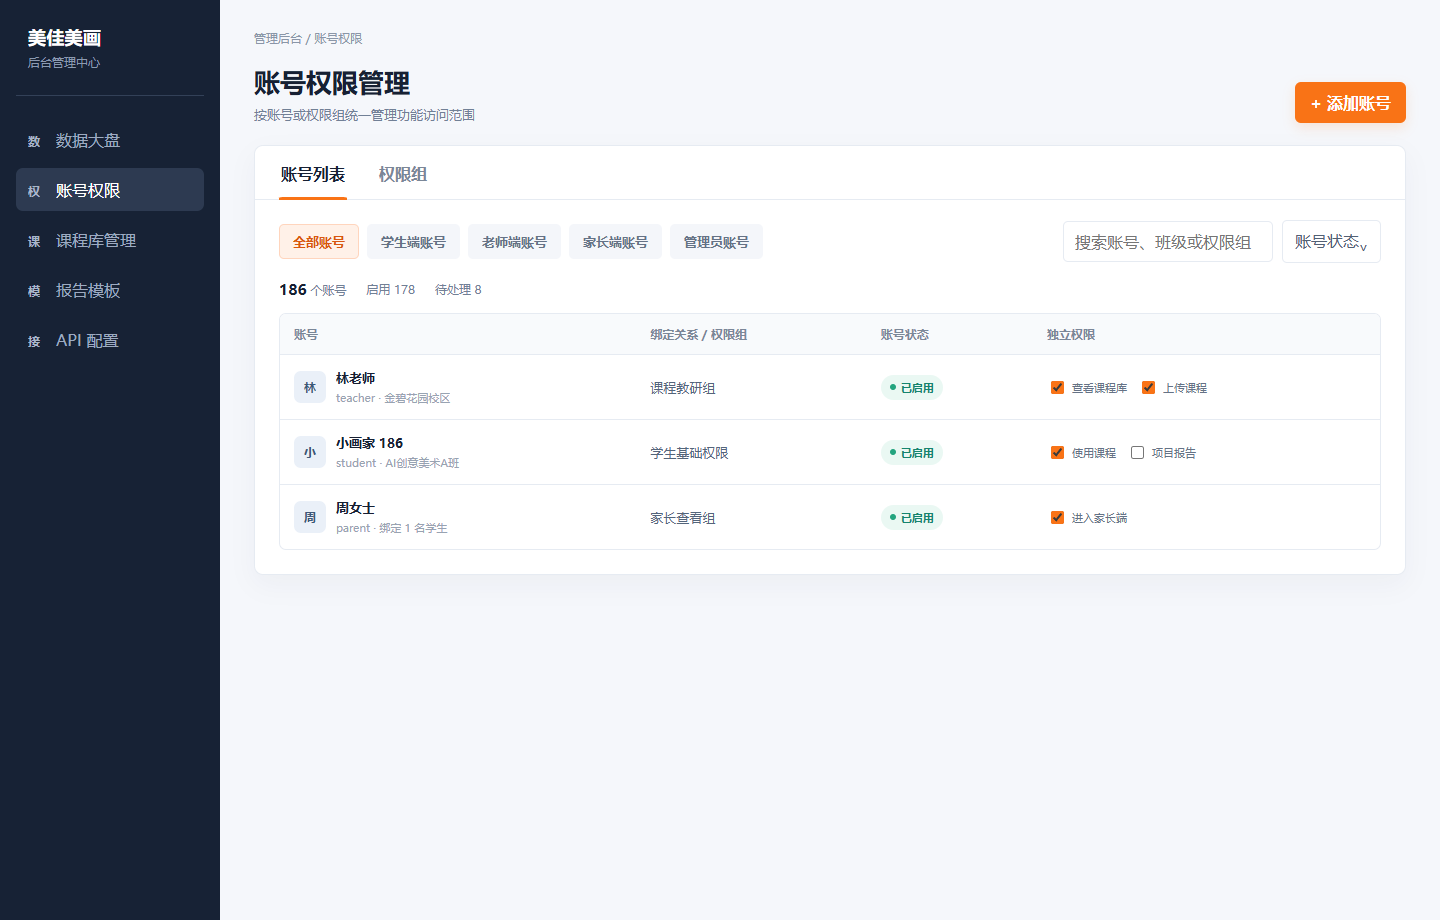 美佳美画
后台管理中心
数 数据大盘
权 账号权限
课 课程库管理
模 报告模板
接 API 配置
管理后台 / 账号权限
账号权限管理
按账号或权限组统一管理功能访问范围
+ 添加账号
账号列表 权限组
全部账号 学生端账号 老师端账号 家长端账号 管理员账号 搜索账号、班级或权限组 账号状态 v
186 个账号 启用 178 待处理 8
账号 绑定关系 / 权限组 账号状态 独立权限
林 林老师
teacher · 金碧花园校区
课程教研组 已启用 查看课程库 上传课程
小 小画家 186
student · AI创意美术A班
学生基础权限 已启用 使用课程 项目报告
周 周女士
parent · 绑定 1 名学生
家长查看组 已启用 进入家长端